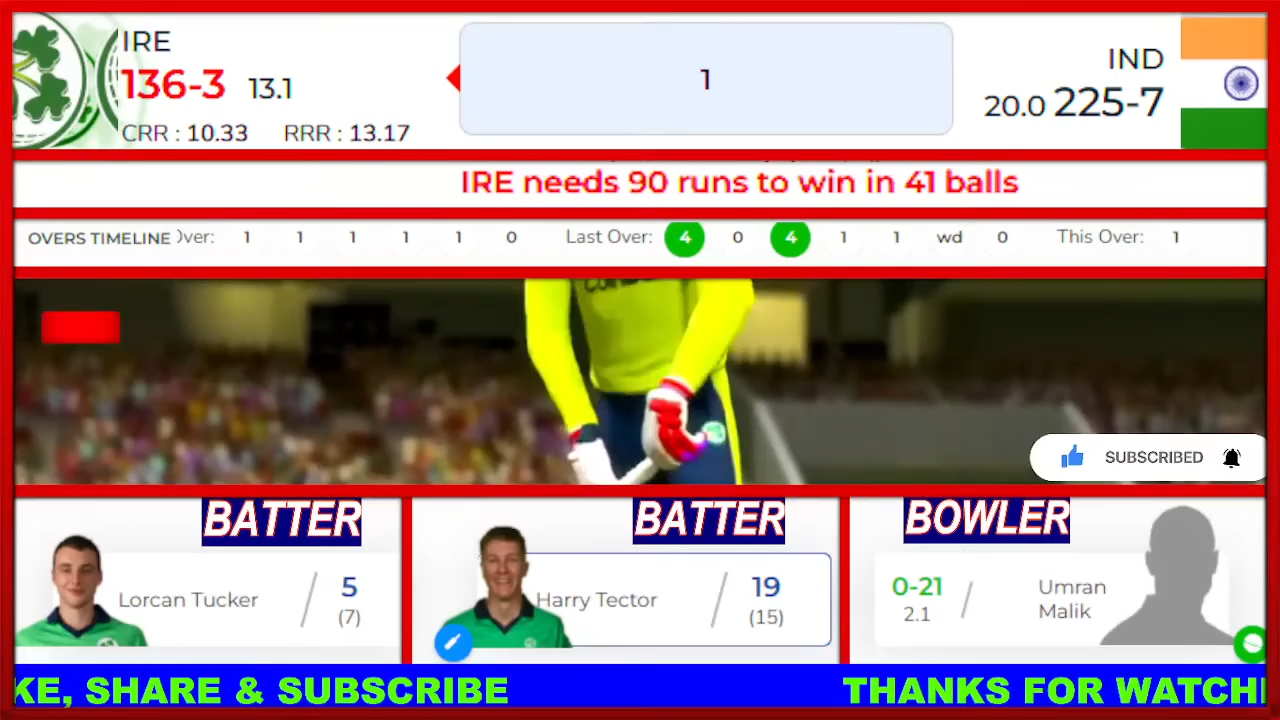 IRE
136-3 13.1
CRR : 10.33 RRR : 13.17
1
IND
20.0 225-7
IRE needs 90 runs to win in 41 balls
OVERS TIMELINE Over: 1 1 1 1 1 0 Last Over: 4 0 4 1 1 wd 0 This Over: 1
SUBSCRIBED
BATTER
Lorcan Tucker
5
(7)
BATTER
Harry Tector
19
(15)
BOWLER
0-21
2.1
Umran
Malik
KE, SHARE & SUBSCRIBE THANKS FOR WATCHI